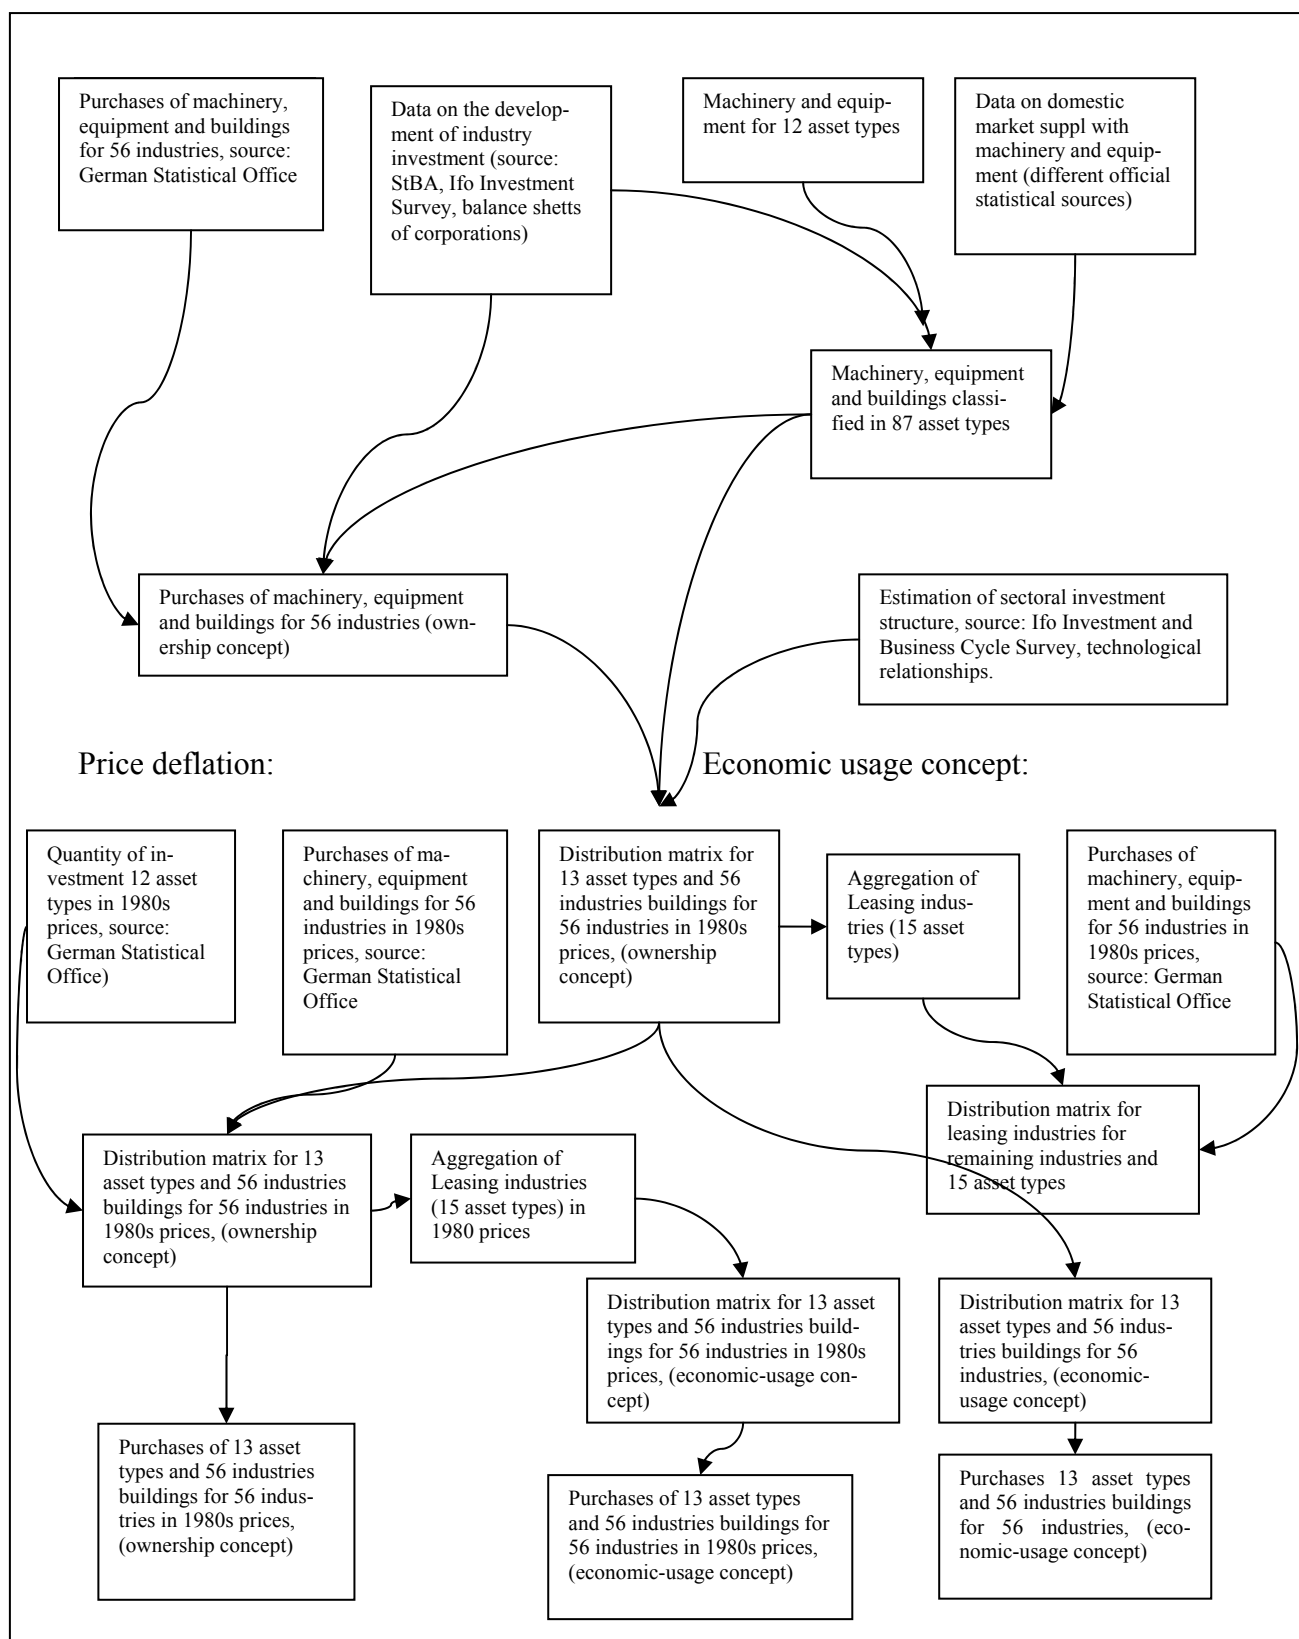 Purchases of machinery,
equipment and buildings
for 56 industries, source:
German Statistical Office
Data on the develop-
ment of industry
investment (source:
StBA, Ifo Investment
Survey, balance shetts
of corporations)
Machinery and equip-
ment for 12 asset types
Data on domestic
market suppl with
machinery and equip-
ment (different official
statistical sources)
Machinery, equipment
and buildings classi-
fied in 87 asset types
Purchases of machinery, equipment
and buildings for 56 industries (own-
ership concept)
Estimation of sectoral investment
structure, source: Ifo Investment and
Business Cycle Survey, technological
relationships.
Price deflation:
Economic usage concept:
Quantity of in-
vestment 12 asset
types in 1980s
prices, source:
German Statistical
Office)
Purchases of ma-
chinery, equipment
and buildings for 56
industries in 1980s
prices, source:
German Statistical
Office
Distribution matrix for
13 asset types and 56
industries buildings for
56 industries in 1980s
prices, (ownership
concept)
Aggregation of
Leasing indus-
tries (15 asset
types)
Purchases of
machinery, equip-
ment and buildings
for 56 industries in
1980s prices,
source: German
Statistical Office
Distribution matrix for
leasing industries for
remaining industries and
15 asset types
Distribution matrix for 13
asset types and 56 industries
buildings for 56 industries in
1980s prices, (ownership
concept)
Aggregation of
Leasing industries
(15 asset types) in
1980 prices
Distribution matrix for 13 asset
types and 56 industries build-
ings for 56 industries in 1980s
prices, (economic-usage con-
cept)
Distribution matrix for 13
asset types and 56 indus-
tries buildings for 56
industries, (economic-
usage concept)
Purchases of 13 asset
types and 56 industries
buildings for 56 indus-
tries in 1980s prices,
(ownership concept)
Purchases of 13 asset types
and 56 industries buildings for
56 industries in 1980s prices,
(economic-usage concept)
Purchases 13 asset types
and 56 industries buildings
for 56 industries, (eco-
nomic-usage concept)